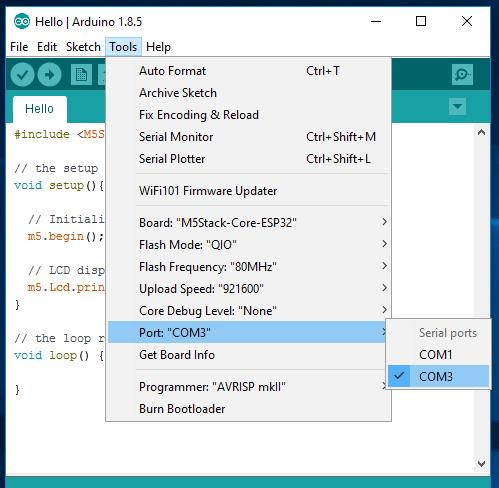 Hello | Arduino 1.8.5
File Edit Sketch Tools Help
Hello
Auto Format Ctrl+T
Archive Sketch
Fix Encoding & Reload
Serial Monitor Ctrl+Shift+M
Serial Plotter Ctrl+Shift+L
WiFi101 Firmware Updater
Board: "M5Stack-Core-ESP32"
Flash Mode: "QIO"
Flash Frequency: "80MHz"
Upload Speed: "921600"
Core Debug Level: "None"
Port: "COM3"
Get Board Info
Programmer: "AVRISP mkII"
Burn Bootloader
Serial ports
COM1
COM3
#include <M5S
// the setup
void setup(){
// Initiali
m5.begin();
// LCD disp
m5.Lcd.prin
}
// the loop r
void loop() {
}